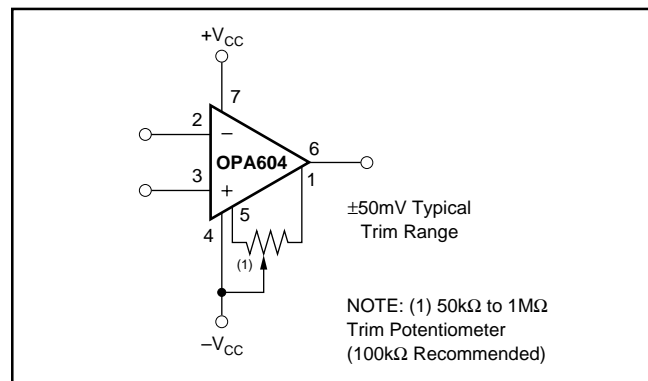 +VCC
7
2
–
OPA604
6
3
+
1
5
4
(1)
±50mV Typical
Trim Range
NOTE: (1) 50kΩ to 1MΩ
Trim Potentiometer
(100kΩ Recommended)
–VCC